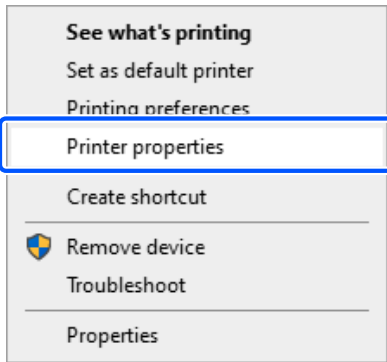 See what's printing
Set as default printer
Printing preferences
Printer properties
Create shortcut
Remove device
Troubleshoot
Properties